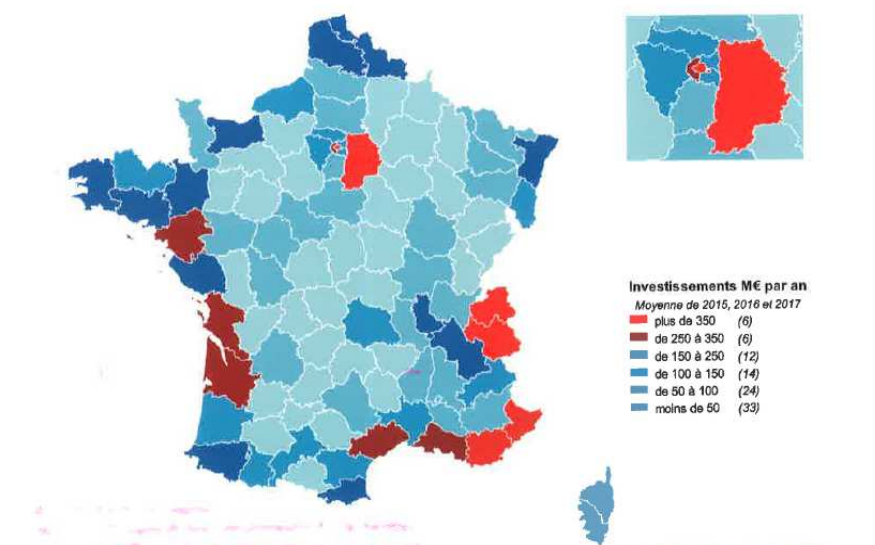 Investissements M€ par an
Moyenne de 2015, 2016 et 2017
plus de 350 (6)
de 250 à 350 (6)
de 150 à 250 (12)
de 100 à 150 (14)
de 50 à 100 (24)
moins de 50 (33)